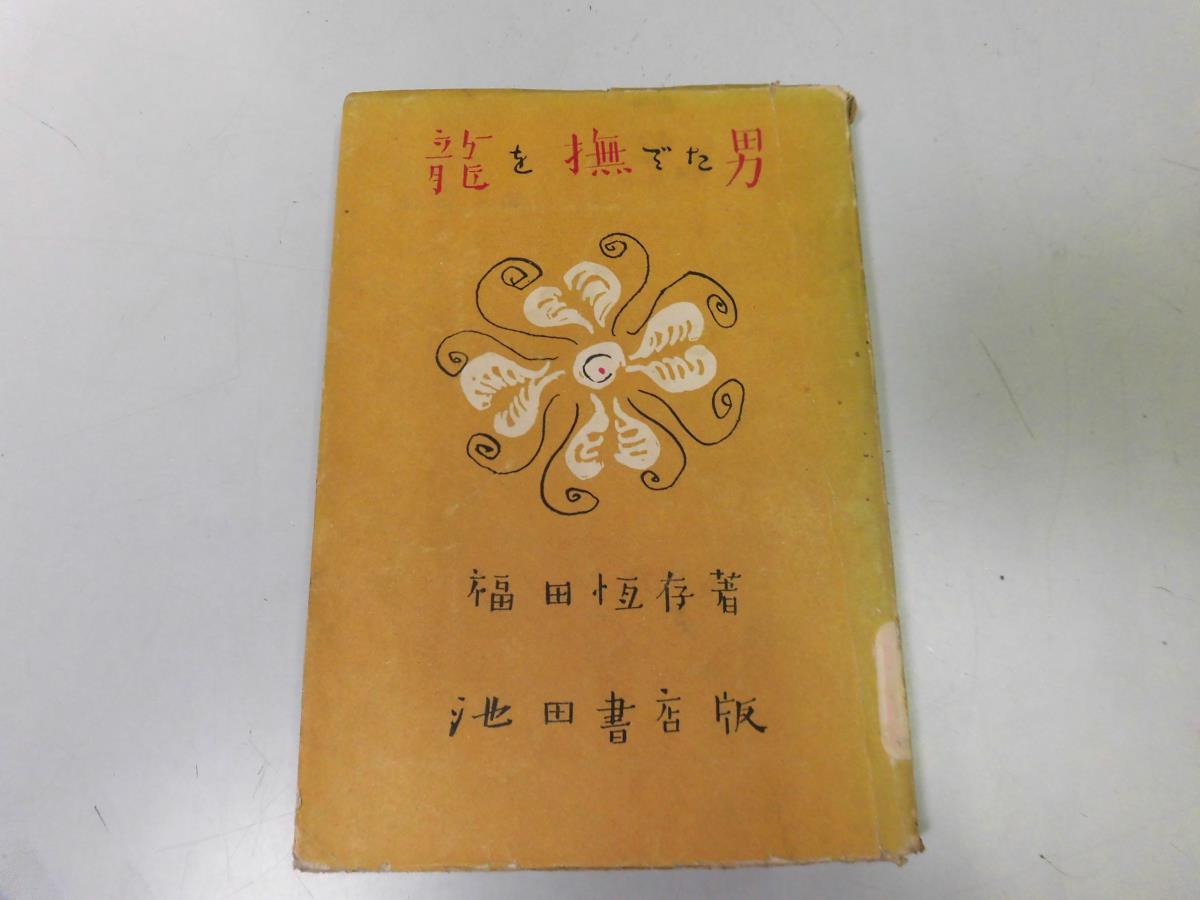 龍を撫でた男
福田恆存著
池田書店版